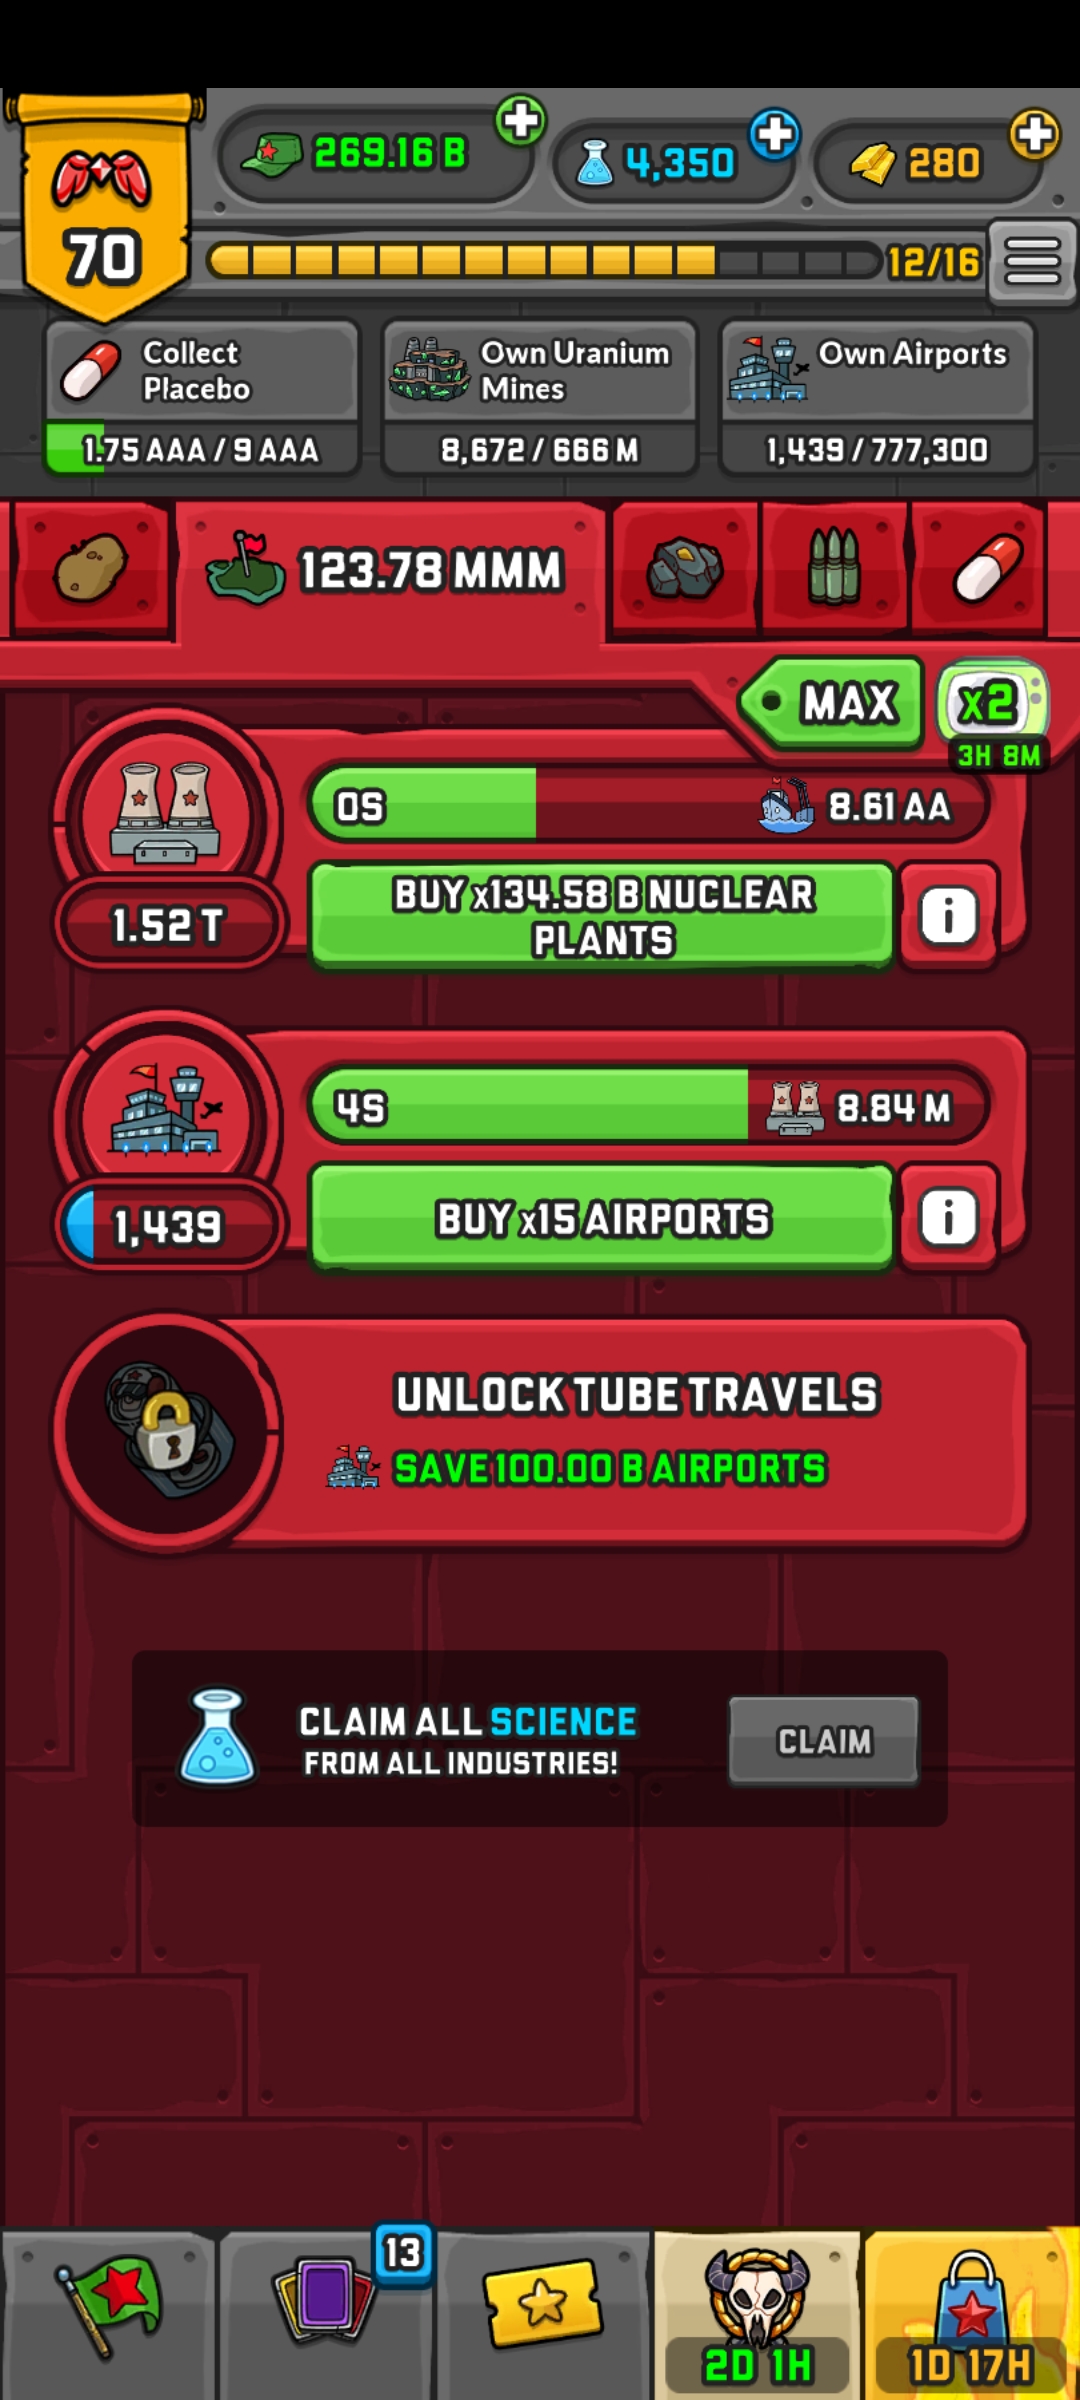 269.16 B
4,350
280
70
12/16
Collect
Placebo
1.75 AAA / 9 AAA
Own Uranium
Mines
8,672 / 666 M
Own Airports
1,439 / 777,300
123.78 MMM
MAX
x2
3H 8M
0S
8.61 AA
1.52 T
BUY x134.58 B NUCLEAR
PLANTS
i
4S
8.84 M
1,439
BUY x15 AIRPORTS
i
UNLOCK TUBE TRAVELS
SAVE 100.00 B AIRPORTS
CLAIM ALL SCIENCE
FROM ALL INDUSTRIES!
CLAIM
13
2D 1H
1D 17H